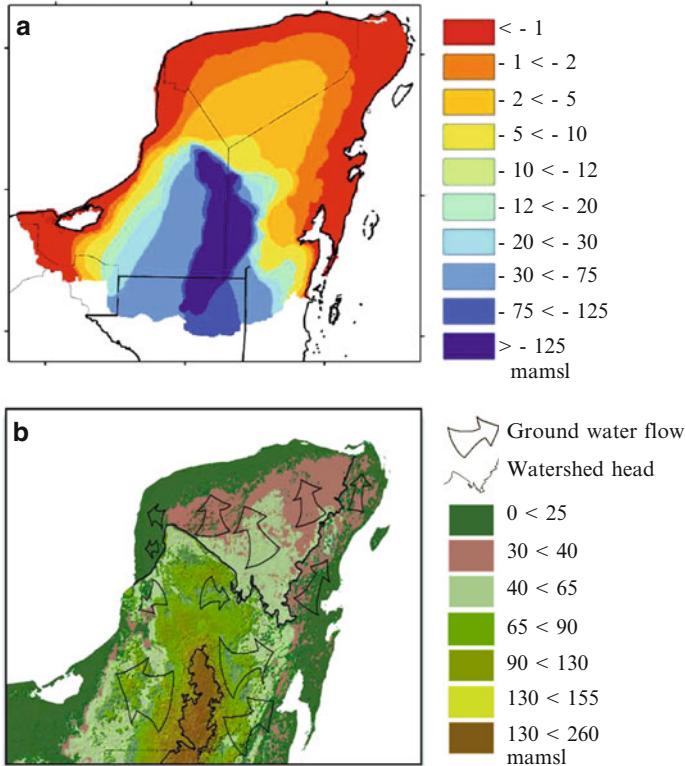 a
< - 1
- 1 < - 2
- 2 < - 5
- 5 < - 10
- 10 < - 12
- 12 < - 20
- 20 < - 30
- 30 < - 75
- 75 < - 125
> - 125
mamsl
b
Ground water flow
Watershed head
0 < 25
30 < 40
40 < 65
65 < 90
90 < 130
130 < 155
130 < 260
mamsl